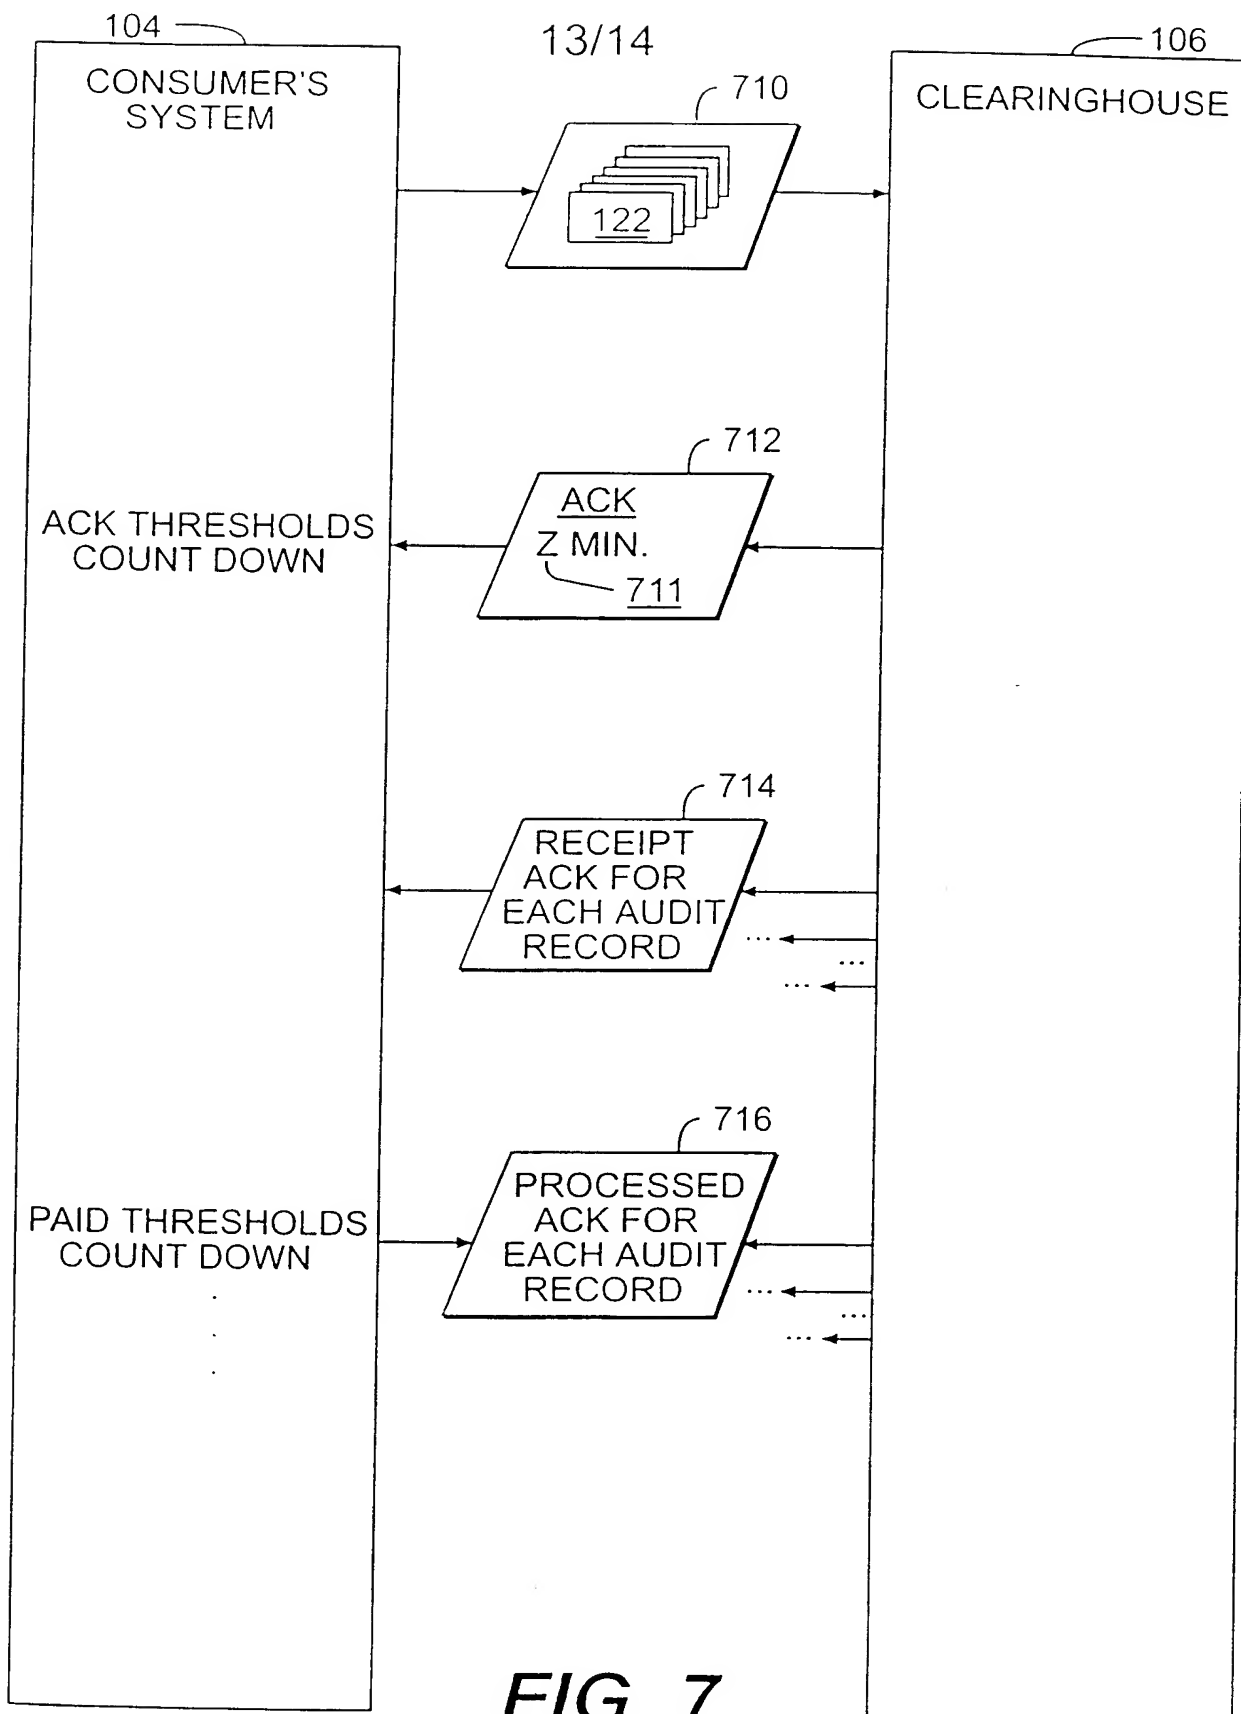 104
13/14
106
CONSUMER'S
SYSTEM
710
CLEARINGHOUSE
122
712
ACK THRESHOLDS
COUNT DOWN
ACK
Z MIN.
711
714
RECEIPT
ACK FOR
EACH AUDIT
RECORD
...
...
...
716
PAID THRESHOLDS
COUNT DOWN
.
.
.
PROCESSED
ACK FOR
EACH AUDIT
RECORD
...
...
...
FIG. 7